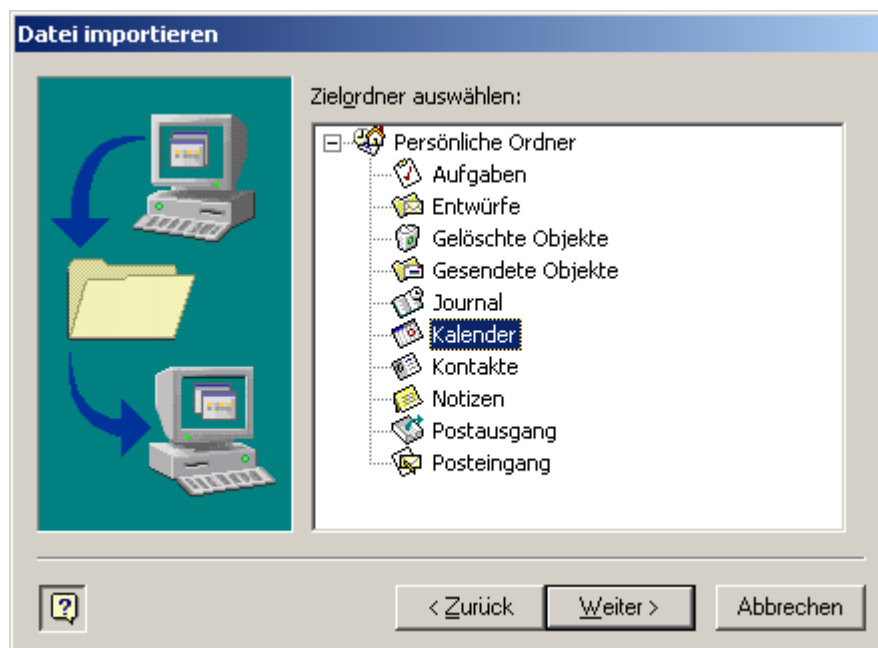 Datei importieren
Zielordner auswählen:
Persönliche Ordner
Aufgaben
Entwürfe
Gelöschte Objekte
Gesendete Objekte
Journal
Kalender
Kontakte
Notizen
Postausgang
Posteingang
< Zurück Weiter > Abbrechen